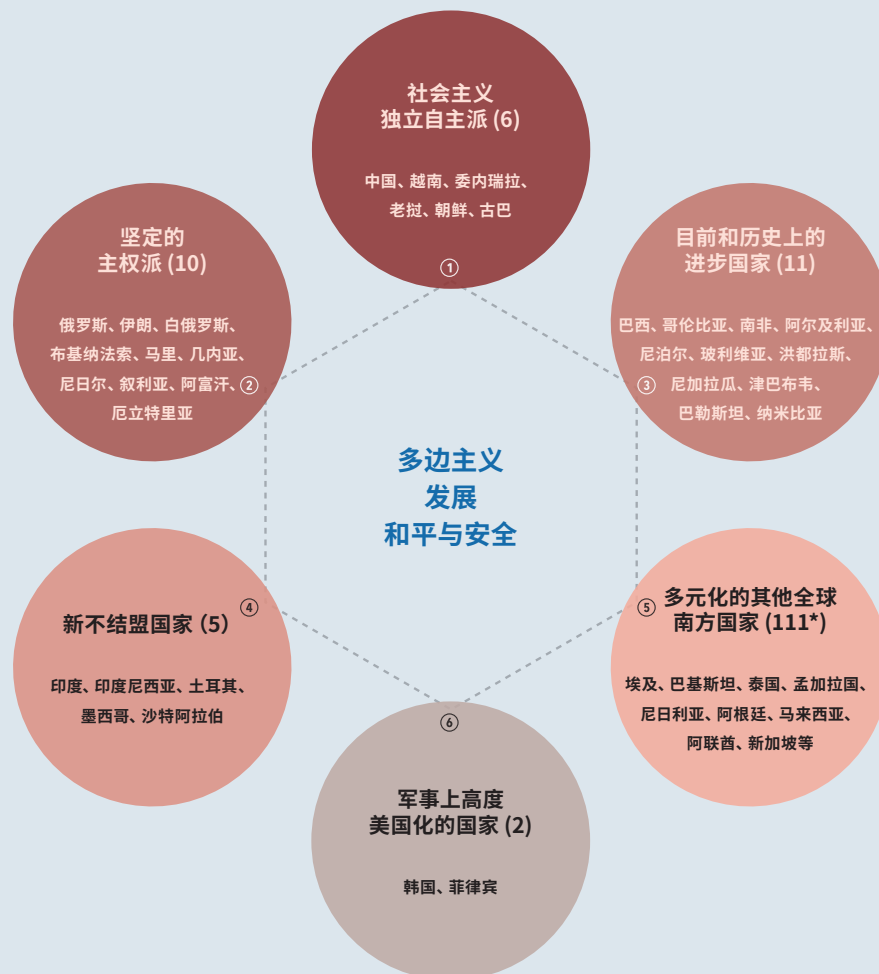 社会主义
独立自主派 (6)
中国、越南、委内瑞拉、
老挝、朝鲜、古巴
①
坚定的
主权派 (10)
俄罗斯、伊朗、白俄罗斯、
布基纳法索、马里、几内亚、
尼日尔、叙利亚、阿富汗、
厄立特里亚
②
目前和历史上的
进步国家 (11)
巴西、哥伦比亚、南非、阿尔及利亚、
尼泊尔、玻利维亚、洪都拉斯、
尼加拉瓜、津巴布韦、
巴勒斯坦、纳米比亚
③
多边主义
发展
和平与安全
新不结盟国家（5）
印度、印度尼西亚、土耳其、
墨西哥、沙特阿拉伯
④
多元化的其他全球
南方国家 (111*)
埃及、巴基斯坦、泰国、孟加拉国、
尼日利亚、阿根廷、马来西亚、
阿联酋、新加坡等
⑤
⑥
军事上高度
美国化的国家 (2)
韩国、菲律宾